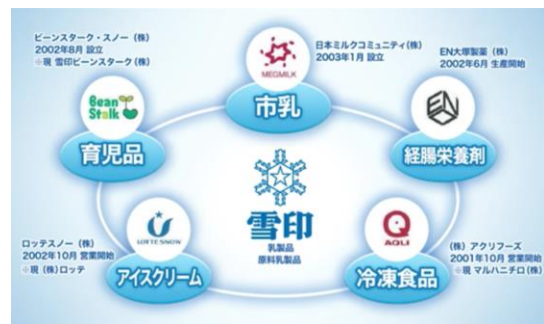 ビーンスターク・スノー(株)
2002年8月 設立
※現 雪印ビーンスターク(株)
Bean
Stalk
育児品
MEGMILK
市乳
日本ミルクコミュニティ(株)
2003年1月 設立
EN大塚製薬(株)
2002年6月 生産開始
EN
経腸栄養剤
雪印
乳製品
原料乳製品
ロッテスノー(株)
2002年10月 営業開始
※現(株)ロッテ
LOTTE SNOW
アイスクリーム
AQLI
冷凍食品
(株)アクリフーズ
2001年10月 営業開始
※現 マルハニチロ(株)